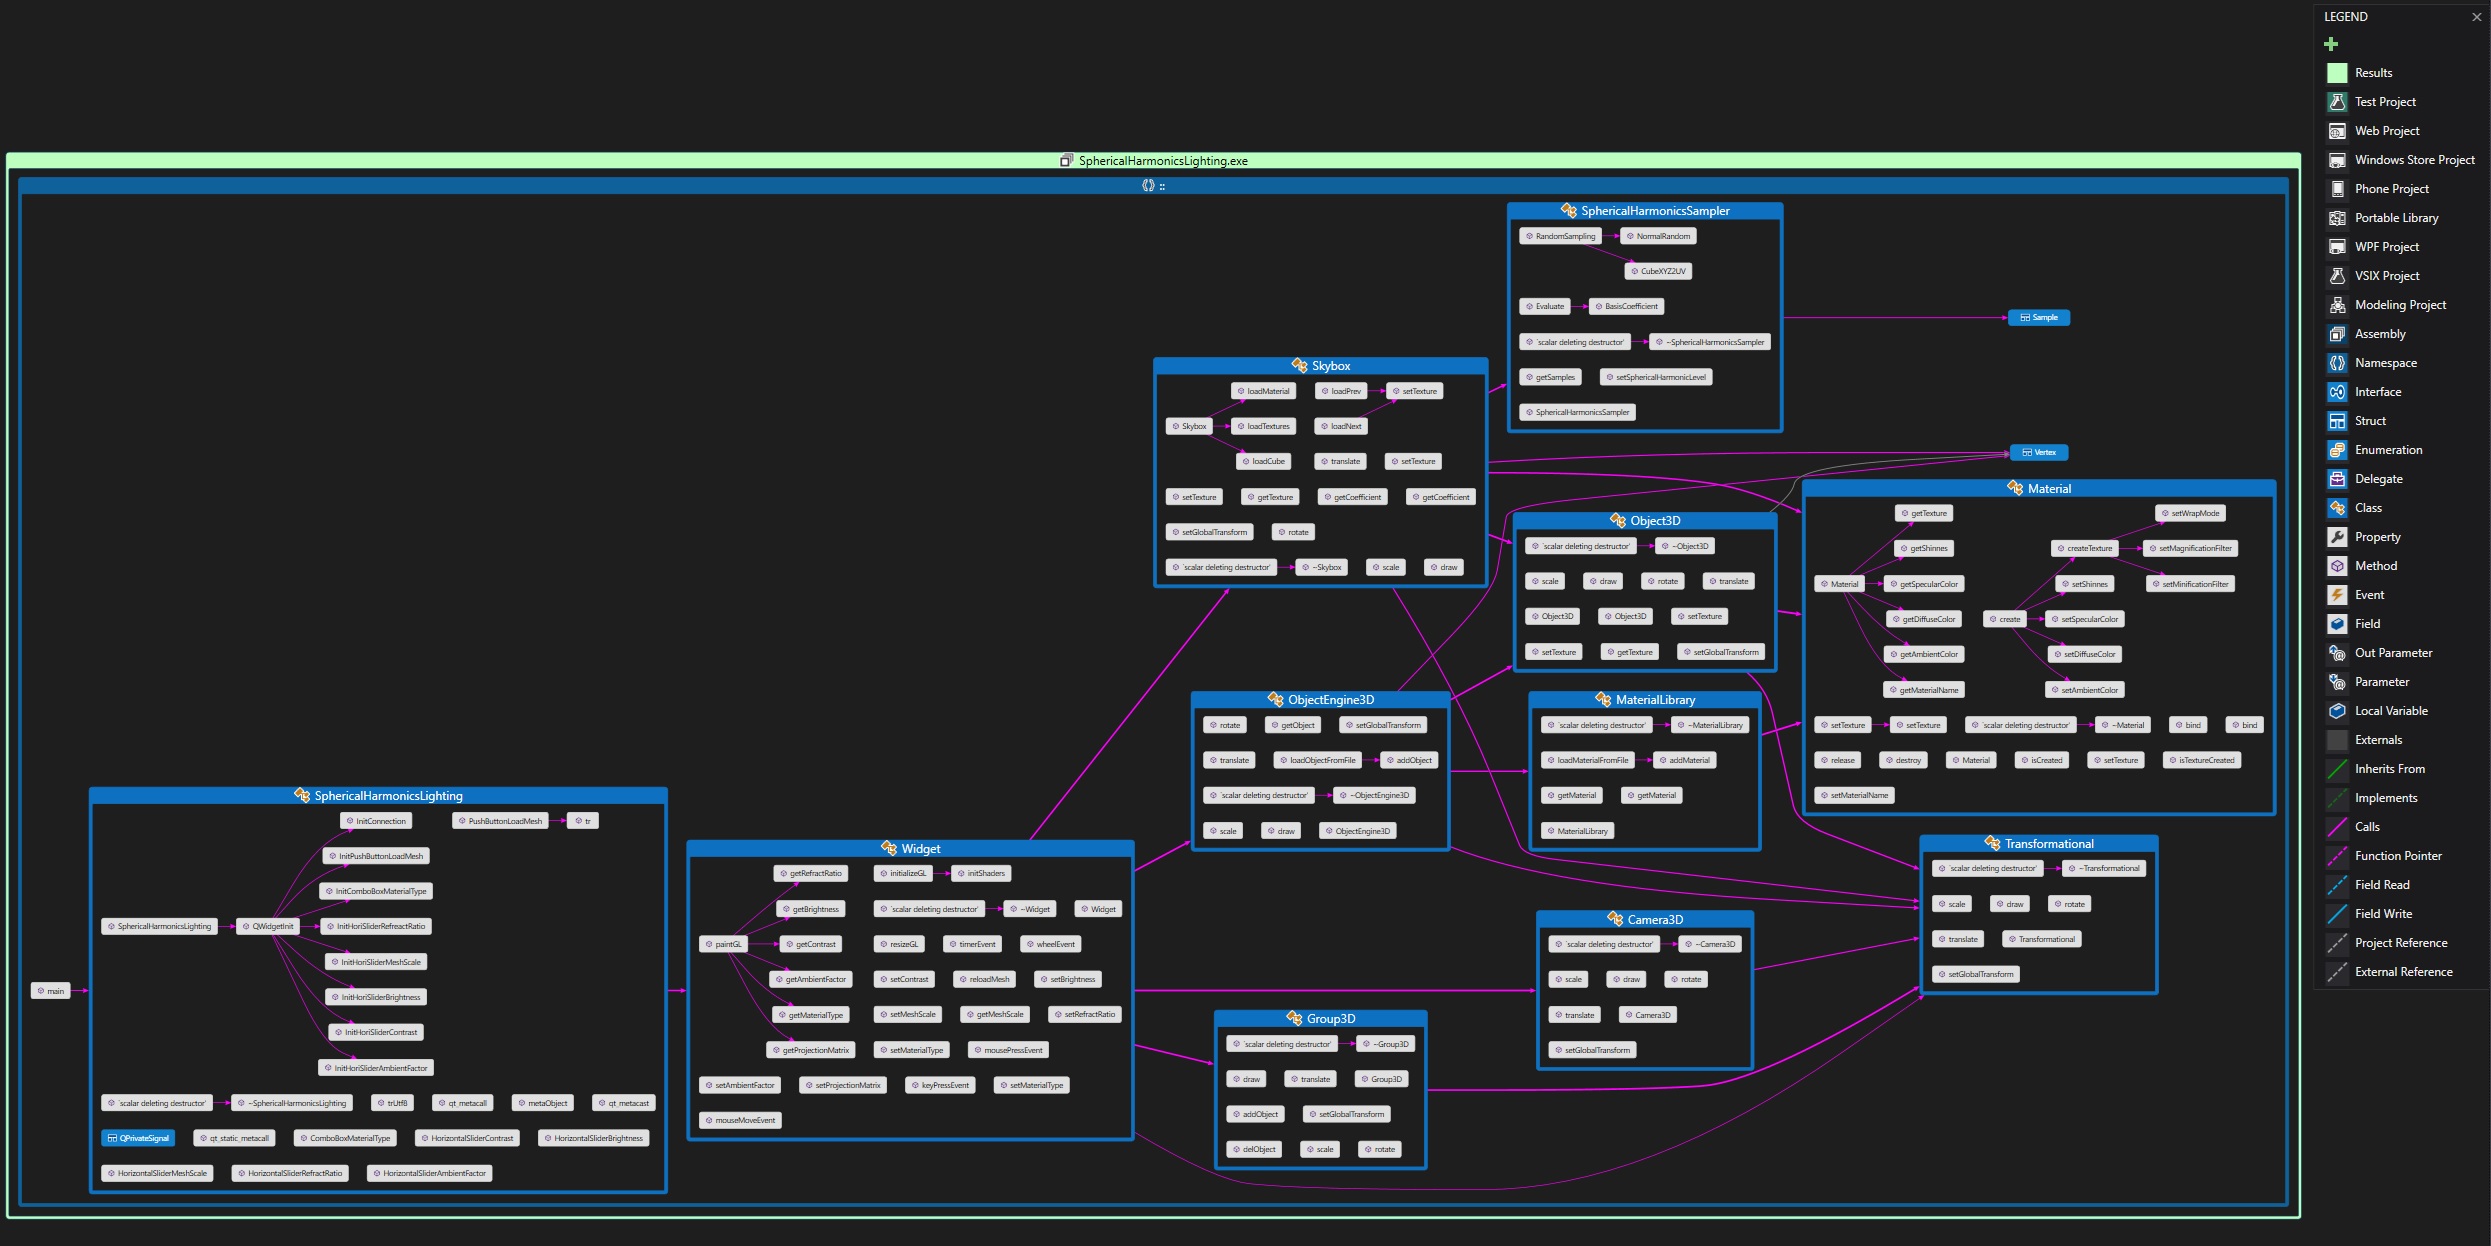 SphericalHarmonicsLighting.exe
::
main
SphericalHarmonicsLighting
InitConnection
PushButtonLoadMesh
tr
InitPushButtonLoadMesh
InitComboBoxMaterialType
SphericalHarmonicsLighting
QWidgetInit
InitHoriSliderRefreactRatio
InitHoriSliderMeshScale
InitHoriSliderBrightness
InitHoriSliderContrast
InitHoriSliderAmbientFactor
`scalar deleting destructor'
~SphericalHarmonicsLighting
trUtf8
qt_metacall
metaObject
qt_metacast
QPrivateSignal
qt_static_metacall
ComboBoxMaterialType
HorizontalSliderContrast
HorizontalSliderBrightness
HorizontalSliderMeshScale
HorizontalSliderRefractRatio
HorizontalSliderAmbientFactor
Widget
getRefractRatio
initializeGL
initShaders
getBrightness
`scalar deleting destructor'
~Widget
Widget
paintGL
getContrast
resizeGL
timerEvent
wheelEvent
getAmbientFactor
setContrast
reloadMesh
setBrightness
getMaterialType
setMeshScale
getMeshScale
setRefractRatio
getProjectionMatrix
setMaterialType
mousePressEvent
setAmbientFactor
setProjectionMatrix
keyPressEvent
setMaterialType
mouseMoveEvent
Skybox
loadMaterial
loadPrev
setTexture
Skybox
loadTextures
loadNext
loadCube
translate
setTexture
setTexture
getTexture
getCoefficient
getCoefficient
setGlobalTransform
rotate
`scalar deleting destructor'
~Skybox
scale
draw
ObjectEngine3D
rotate
getObject
setGlobalTransform
translate
loadObjectFromFile
addObject
`scalar deleting destructor'
~ObjectEngine3D
scale
draw
ObjectEngine3D
Group3D
`scalar deleting destructor'
~Group3D
draw
translate
Group3D
addObject
setGlobalTransform
delObject
scale
rotate
SphericalHarmonicsSampler
RandomSampling
NormalRandom
CubeXYZ2UV
Evaluate
BasisCoefficient
`scalar deleting destructor'
~SphericalHarmonicsSampler
getSamples
setSphericalHarmonicLevel
SphericalHarmonicsSampler
Object3D
`scalar deleting destructor'
~Object3D
scale
draw
rotate
translate
Object3D
Object3D
setTexture
setTexture
getTexture
setGlobalTransform
MaterialLibrary
`scalar deleting destructor'
~MaterialLibrary
loadMaterialFromFile
addMaterial
getMaterial
getMaterial
MaterialLibrary
Camera3D
`scalar deleting destructor'
~Camera3D
scale
draw
rotate
translate
Camera3D
setGlobalTransform
Sample
Vertex
Material
getTexture
setWrapMode
getShinnes
createTexture
setMagnificationFilter
Material
getSpecularColor
setShinnes
setMinificationFilter
getDiffuseColor
create
setSpecularColor
getAmbientColor
setDiffuseColor
getMaterialName
setAmbientColor
setTexture
setTexture
`scalar deleting destructor'
~Material
bind
bind
release
destroy
Material
isCreated
setTexture
isTextureCreated
setMaterialName
Transformational
`scalar deleting destructor'
~Transformational
scale
draw
rotate
translate
Transformational
setGlobalTransform
LEGEND
Results
Test Project
Web Project
Windows Store Project
Phone Project
Portable Library
WPF Project
VSIX Project
Modeling Project
Assembly
Namespace
Interface
Struct
Enumeration
Delegate
Class
Property
Method
Event
Field
Out Parameter
Parameter
Local Variable
Externals
Inherits From
Implements
Calls
Function Pointer
Field Read
Field Write
Project Reference
External Reference